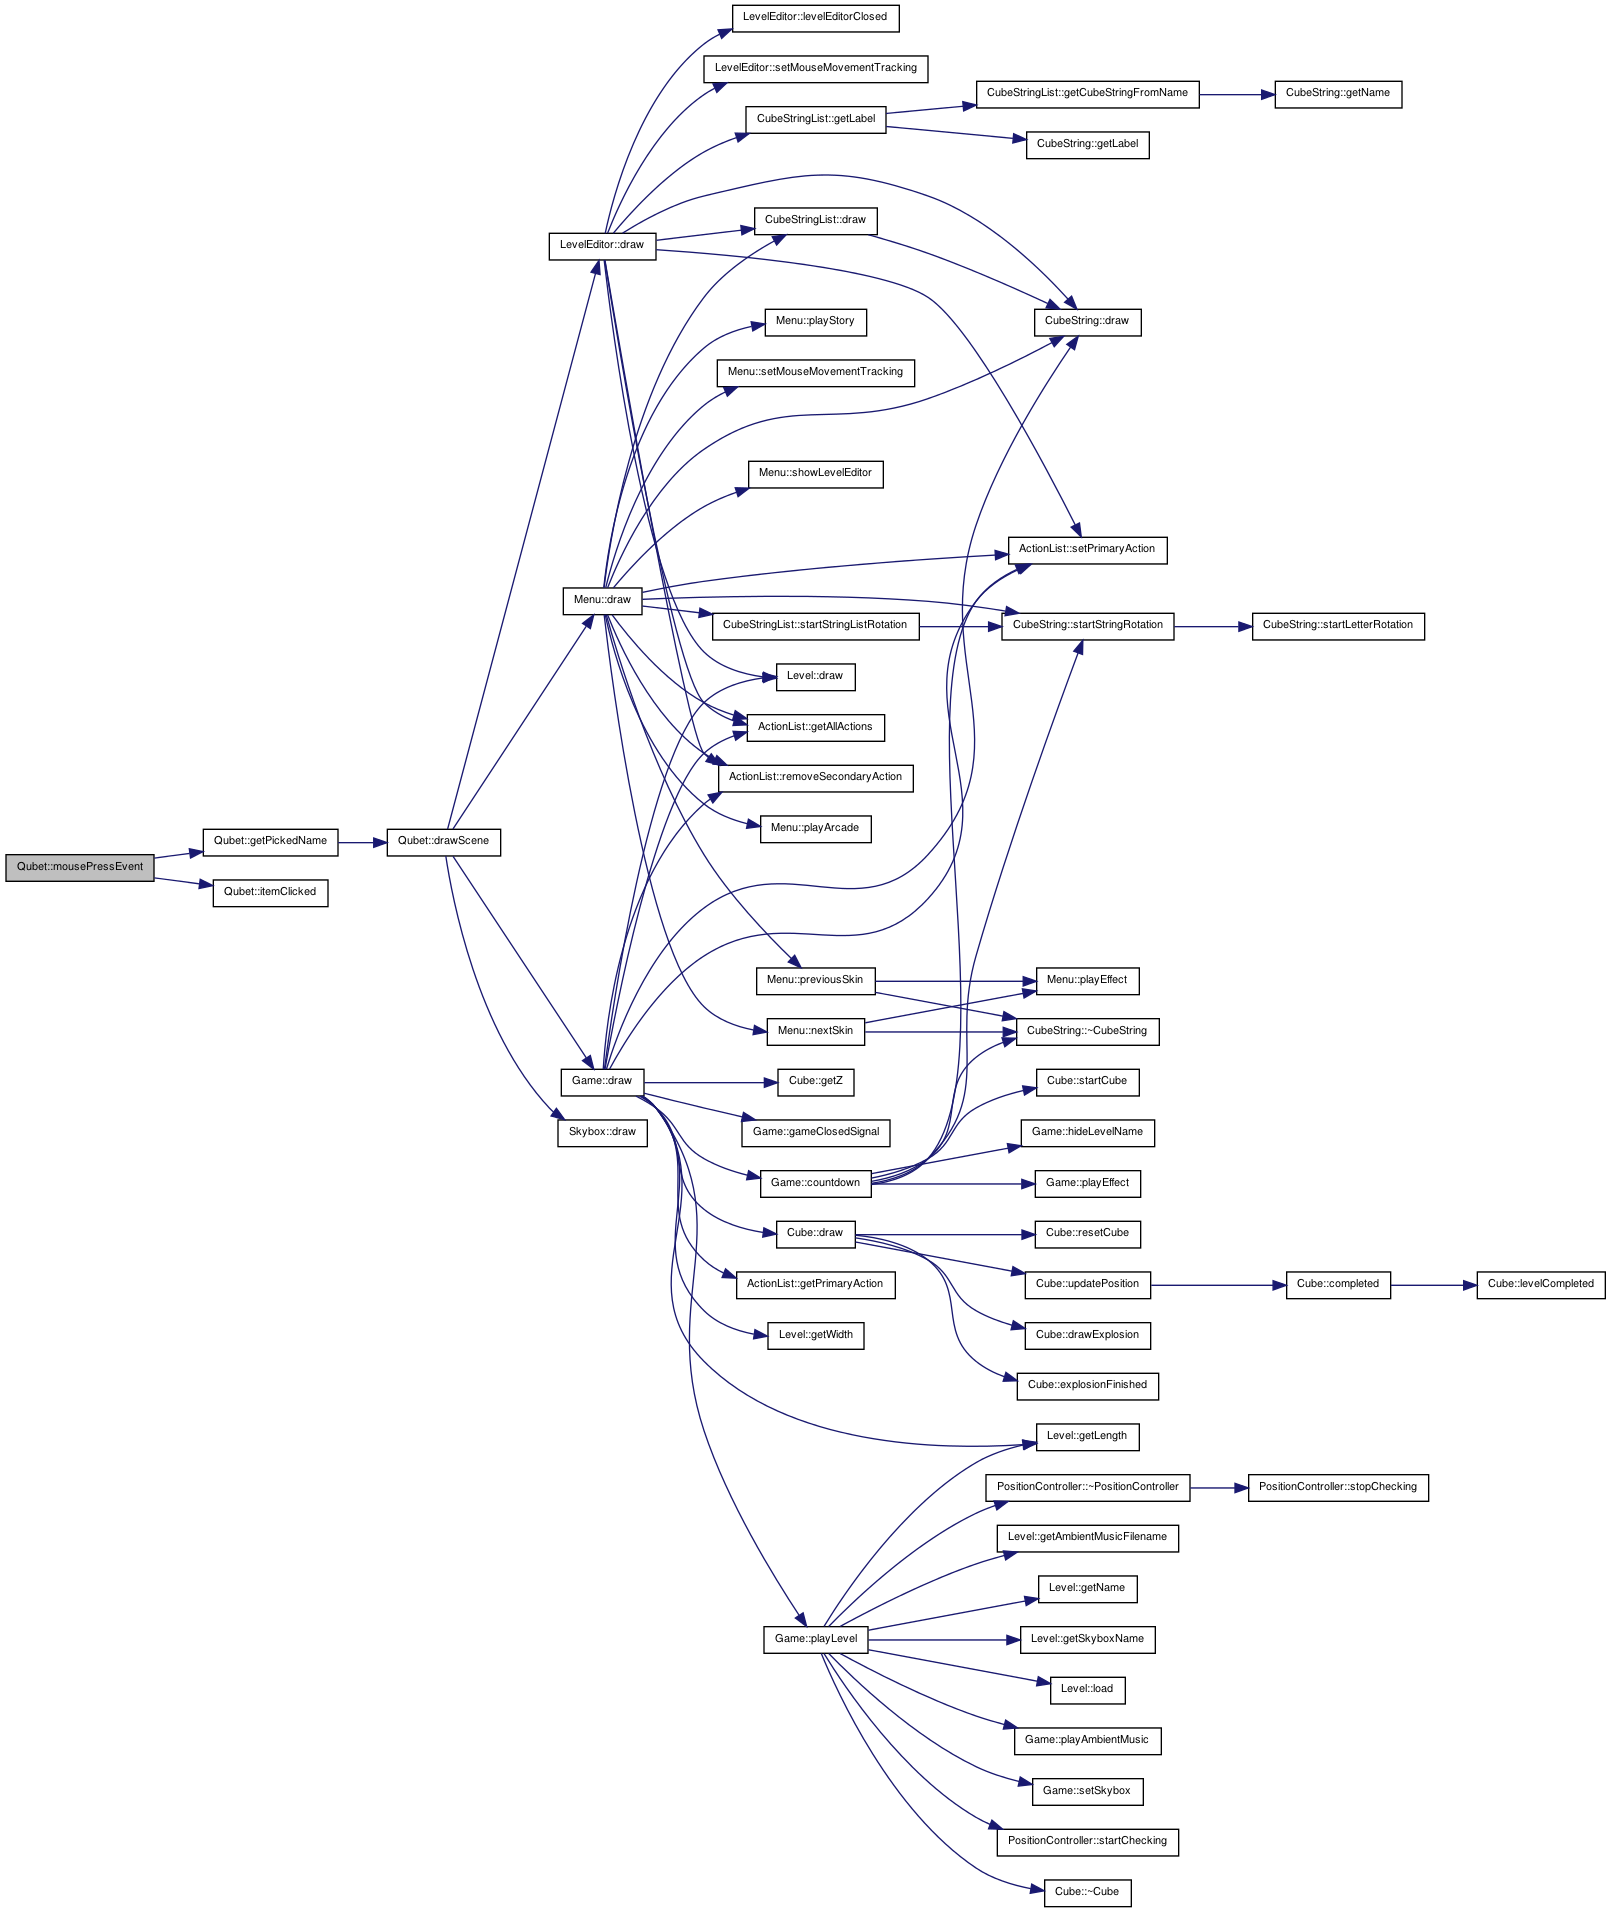 LevelEditor::levelEditorClosed
LevelEditor::setMouseMovementTracking
CubeStringList::getCubeStringFromName
CubeString::getName
CubeStringList::getLabel
CubeString::getLabel
CubeStringList::draw
LevelEditor::draw
Menu::playStory
CubeString::draw
Menu::setMouseMovementTracking
Menu::showLevelEditor
ActionList::setPrimaryAction
Menu::draw
CubeStringList::startStringListRotation
CubeString::startStringRotation
CubeString::startLetterRotation
Level::draw
ActionList::getAllActions
ActionList::removeSecondaryAction
Menu::playArcade
Qubet::getPickedName
Qubet::drawScene
Qubet::mousePressEvent
Qubet::itemClicked
Menu::previousSkin
Menu::playEffect
Menu::nextSkin
CubeString::~CubeString
Game::draw
Cube::getZ
Cube::startCube
Skybox::draw
Game::gameClosedSignal
Game::hideLevelName
Game::countdown
Game::playEffect
Cube::draw
Cube::resetCube
ActionList::getPrimaryAction
Cube::updatePosition
Cube::completed
Cube::levelCompleted
Level::getWidth
Cube::drawExplosion
Cube::explosionFinished
Level::getLength
PositionController::~PositionController
PositionController::stopChecking
Level::getAmbientMusicFilename
Level::getName
Game::playLevel
Level::getSkyboxName
Level::load
Game::playAmbientMusic
Game::setSkybox
PositionController::startChecking
Cube::~Cube